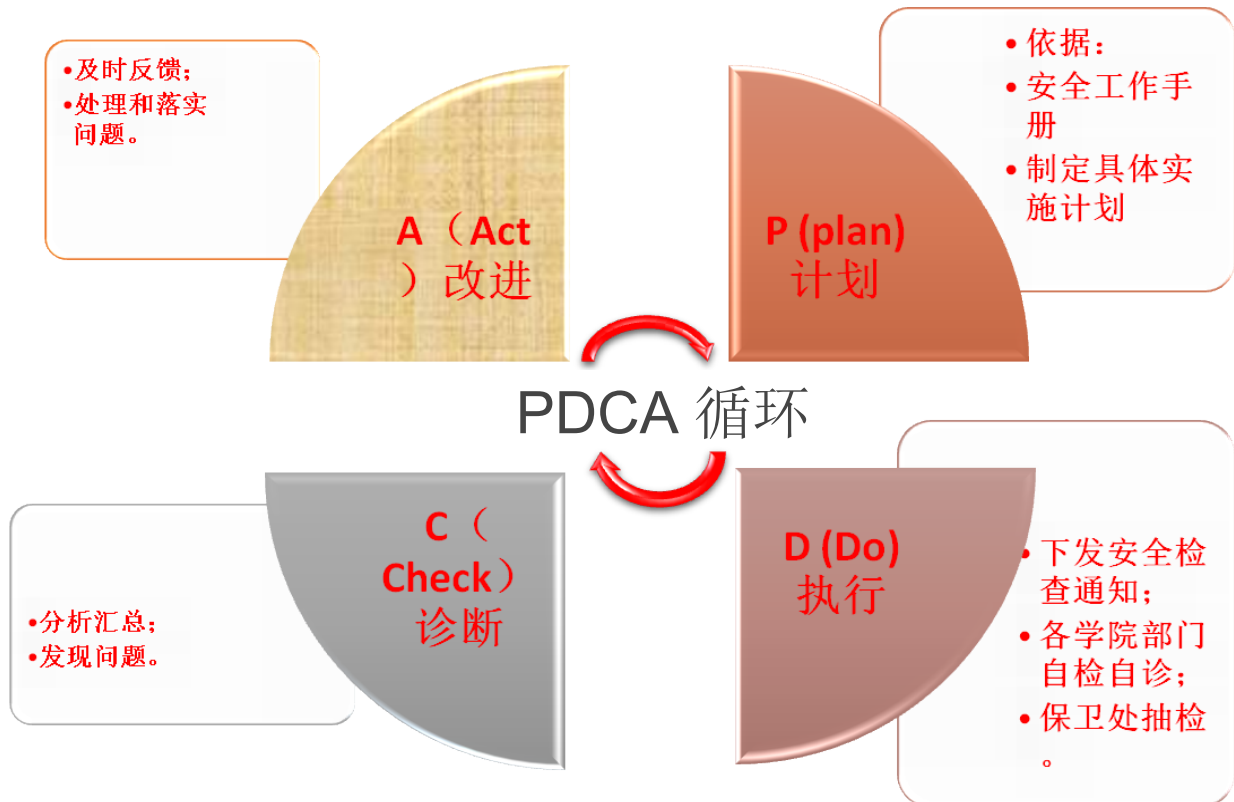 •及时反馈；
•处理和落实
问题。
A（Act
）改进
P (plan)
计划
•依据：
•安全工作手
册
•制定具体实
施计划
PDCA 循环
C（
Check）
诊断
•分析汇总；
•发现问题。
D (Do)
执行
•下发安全检
查通知；
•各学院部门
自检自诊；
•保卫处抽检
。